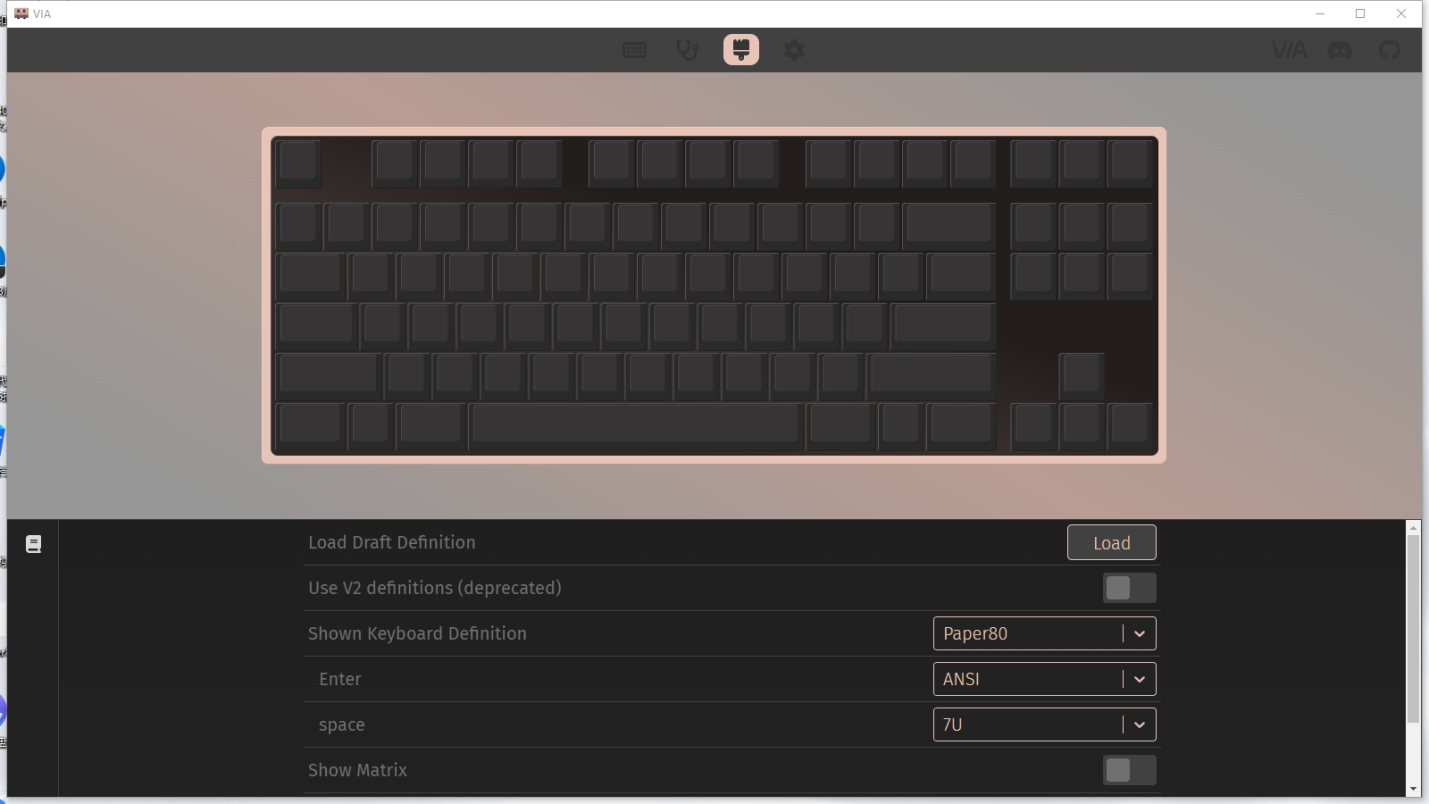 VIA
VIA
Load Draft Definition
Load
Use V2 definitions (deprecated)
Shown Keyboard Definition
Paper80
Enter
ANSI
space
7U
Show Matrix